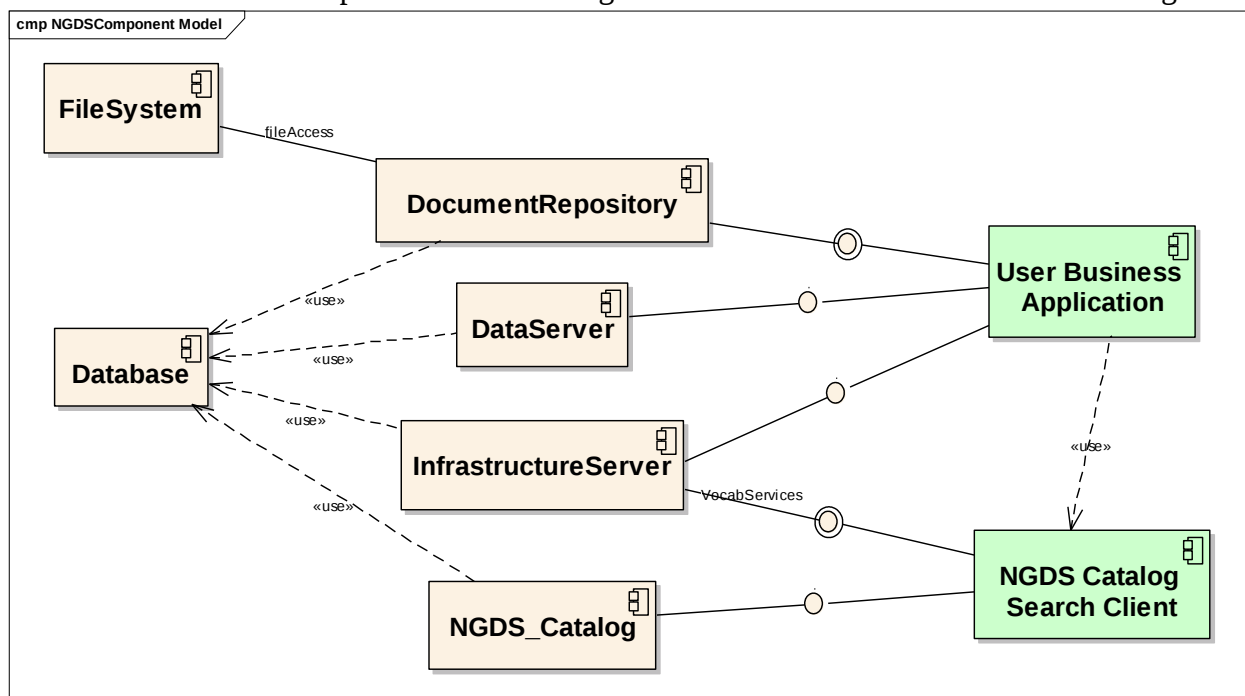 cmp NGDSComponent Model
FileSystem
fileAccess
DocumentRepository
User Business
Application
«use»
DataServer
Database
«use»
«use»
«use»
InfrastructureServer
VocabServices
«use»
NGDS Catalog
Search Client
NGDS_Catalog